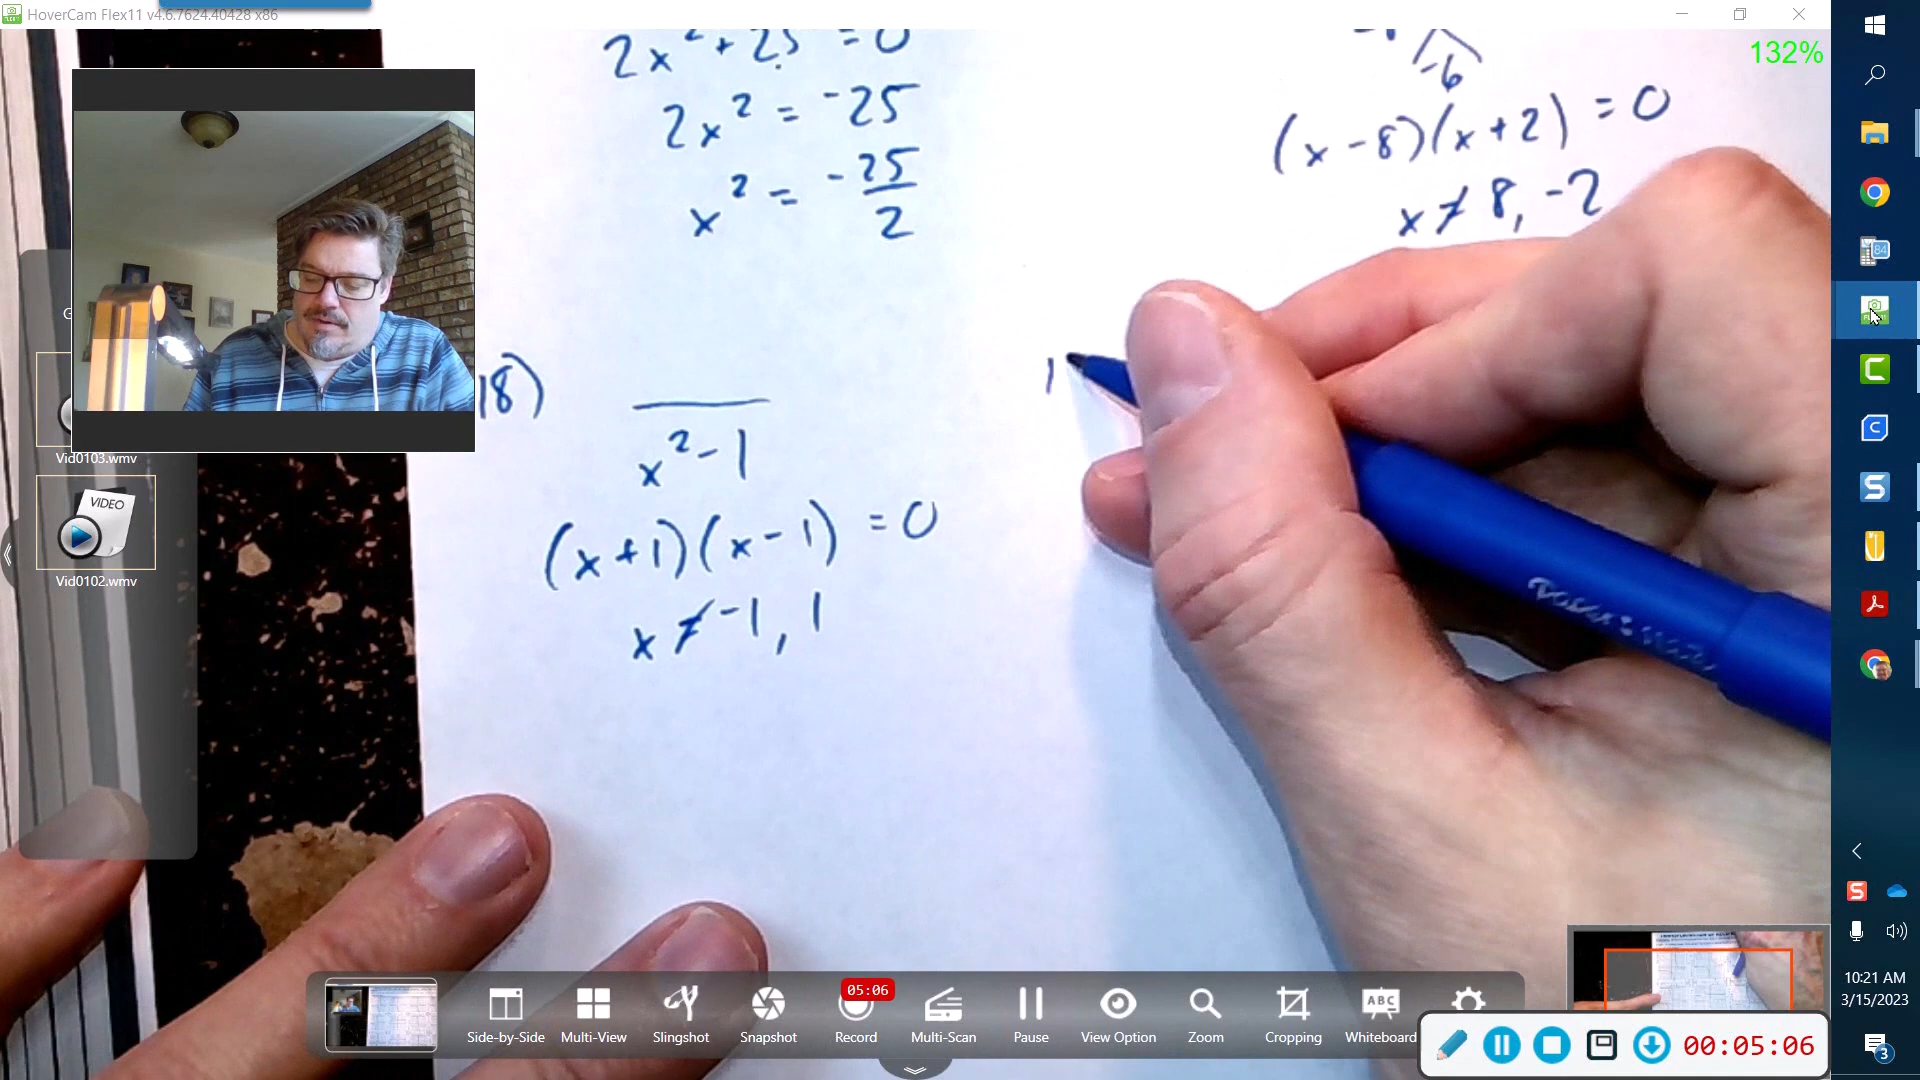 HoverCam Flex11 v4.6.7624.40428 x86
132%
2x² + 25 = 0
2x² = -25
x² = -25/2
-6
(x - 8)(x + 2) = 0
x ≠ 8, -2
18)
x² - 1
(x + 1)(x - 1) = 0
x ≠ -1, 1
1
G
Vid0103.wmv
VIDEO
Vid0102.wmv
84
05:06
Side-by-Side
Multi-View
Slingshot
Snapshot
Record
Multi-Scan
Pause
View Option
Zoom
Cropping
ABC
Whiteboard
00:05:06
10:21 AM
3/15/2023
3